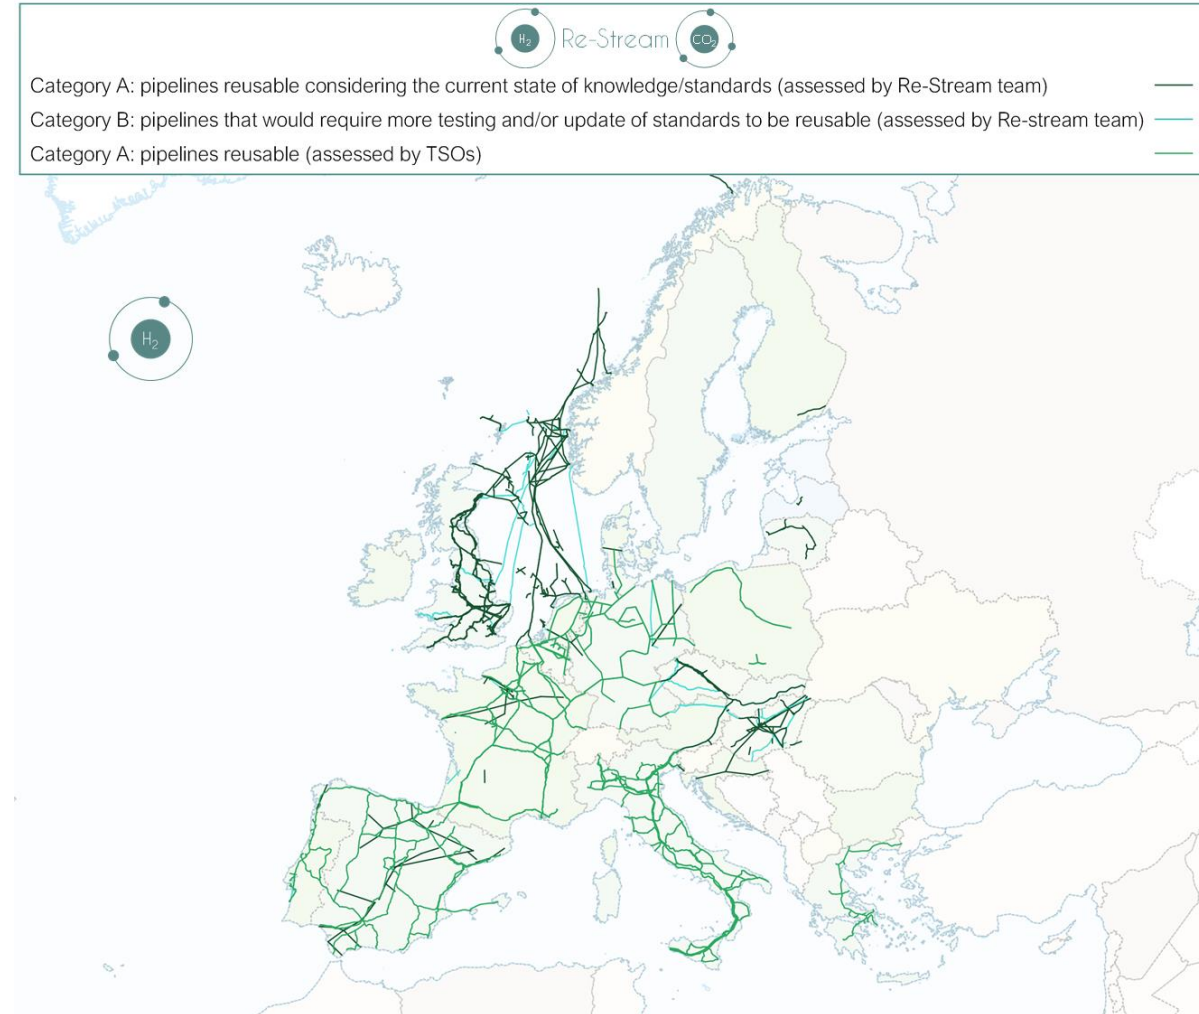 H2 Re-Stream CO2
Category A: pipelines reusable considering the current state of knowledge/standards (assessed by Re-Stream team)
Category B: pipelines that would require more testing and/or update of standards to be reusable (assessed by Re-stream team)
Category A: pipelines reusable (assessed by TSOs)
H2